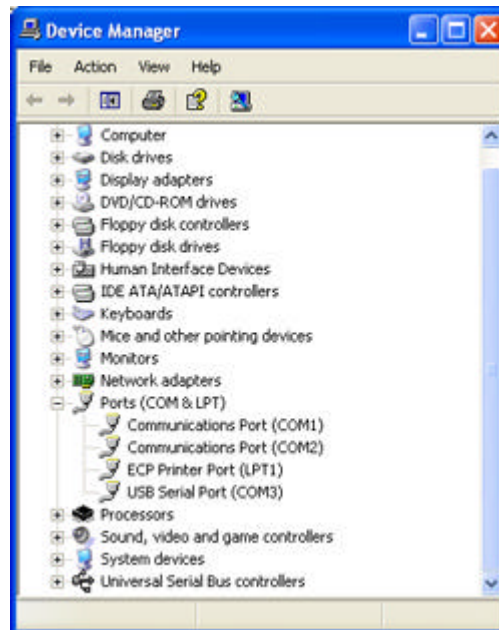 Device Manager
File Action View Help
Computer
Disk drives
Display adapters
DVD/CD-ROM drives
Floppy disk controllers
Floppy disk drives
Human Interface Devices
IDE ATA/ATAPI controllers
Keyboards
Mice and other pointing devices
Monitors
Network adapters
Ports (COM & LPT)
Communications Port (COM1)
Communications Port (COM2)
ECP Printer Port (LPT1)
USB Serial Port (COM3)
Processors
Sound, video and game controllers
System devices
Universal Serial Bus controllers